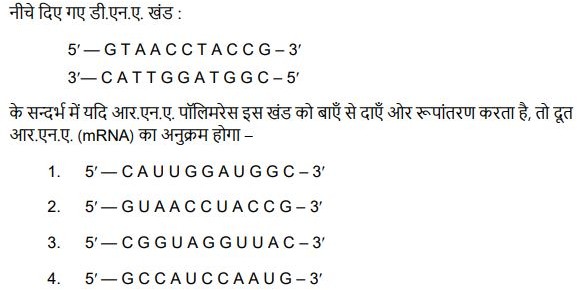 नीचे दिए गए डी.एन.ए. खंड :
5′ — G T A A C C T A C C G – 3′
3′— C A T T G G A T G G C – 5′
के सन्दर्भ में यदि आर.एन.ए. पॉलिमरेस इस खंड को बाएँ से दाएँ ओर रूपांतरण करता है, तो दूत
आर.एन.ए. (mRNA) का अनुक्रम होगा –
1. 5′ — C A U U G G A U G G C – 3′
2. 5′ — G U A A C C U A C C G – 3′
3. 5′ — C G G U A G G U U A C – 3′
4. 5′ — G C C A U C C A A U G – 3′